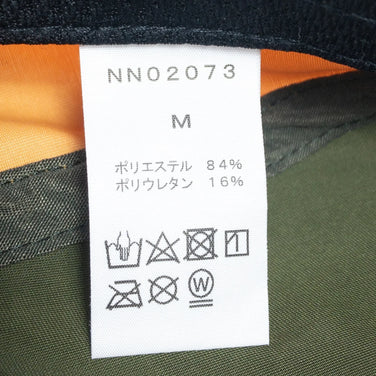 NN02073
M
ポリエステル 84%
ポリウレタン 16%
W